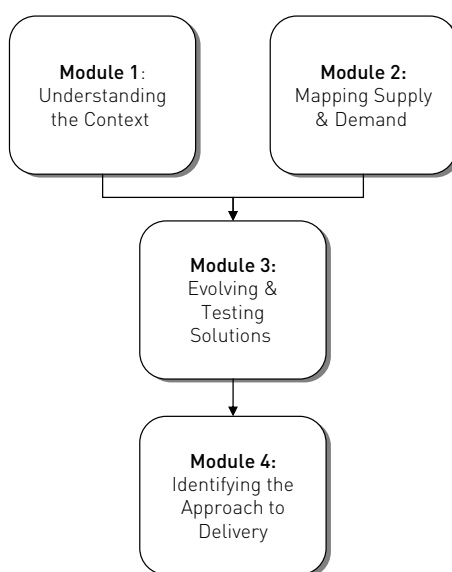 Module 1:
Understanding
the Context
Module 2:
Mapping Supply
& Demand
Module 3:
Evolving &
Testing
Solutions
Module 4:
Identifying the
Approach to
Delivery